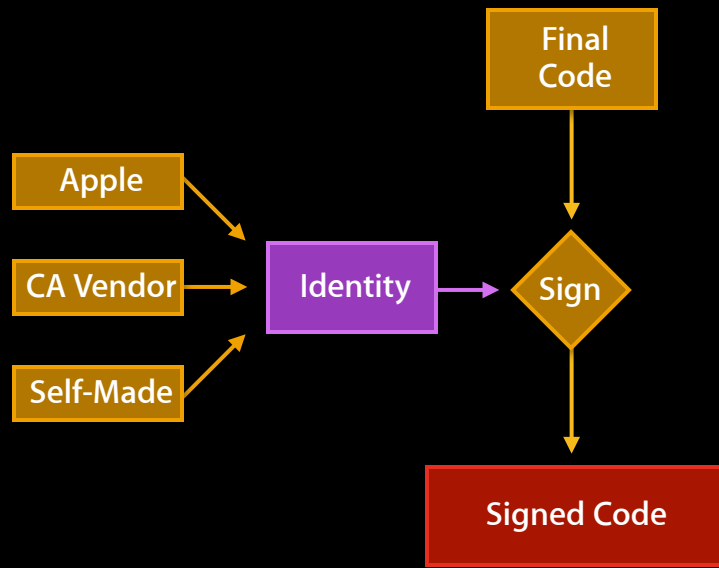 Final
Code
Apple
CA Vendor
Identity
Sign
Self-Made
Signed Code